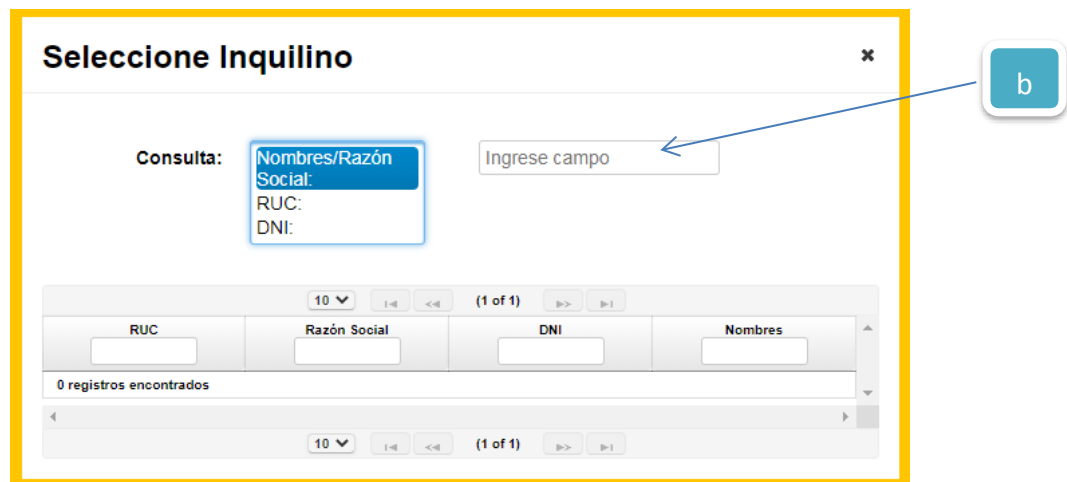 Seleccione Inquilino
b
Consulta:
Nombres/Razón
Social:
RUC:
DNI:
Ingrese campo
10 (1 of 1)
RUC Razón Social DNI Nombres
0 registros encontrados
10 (1 of 1)